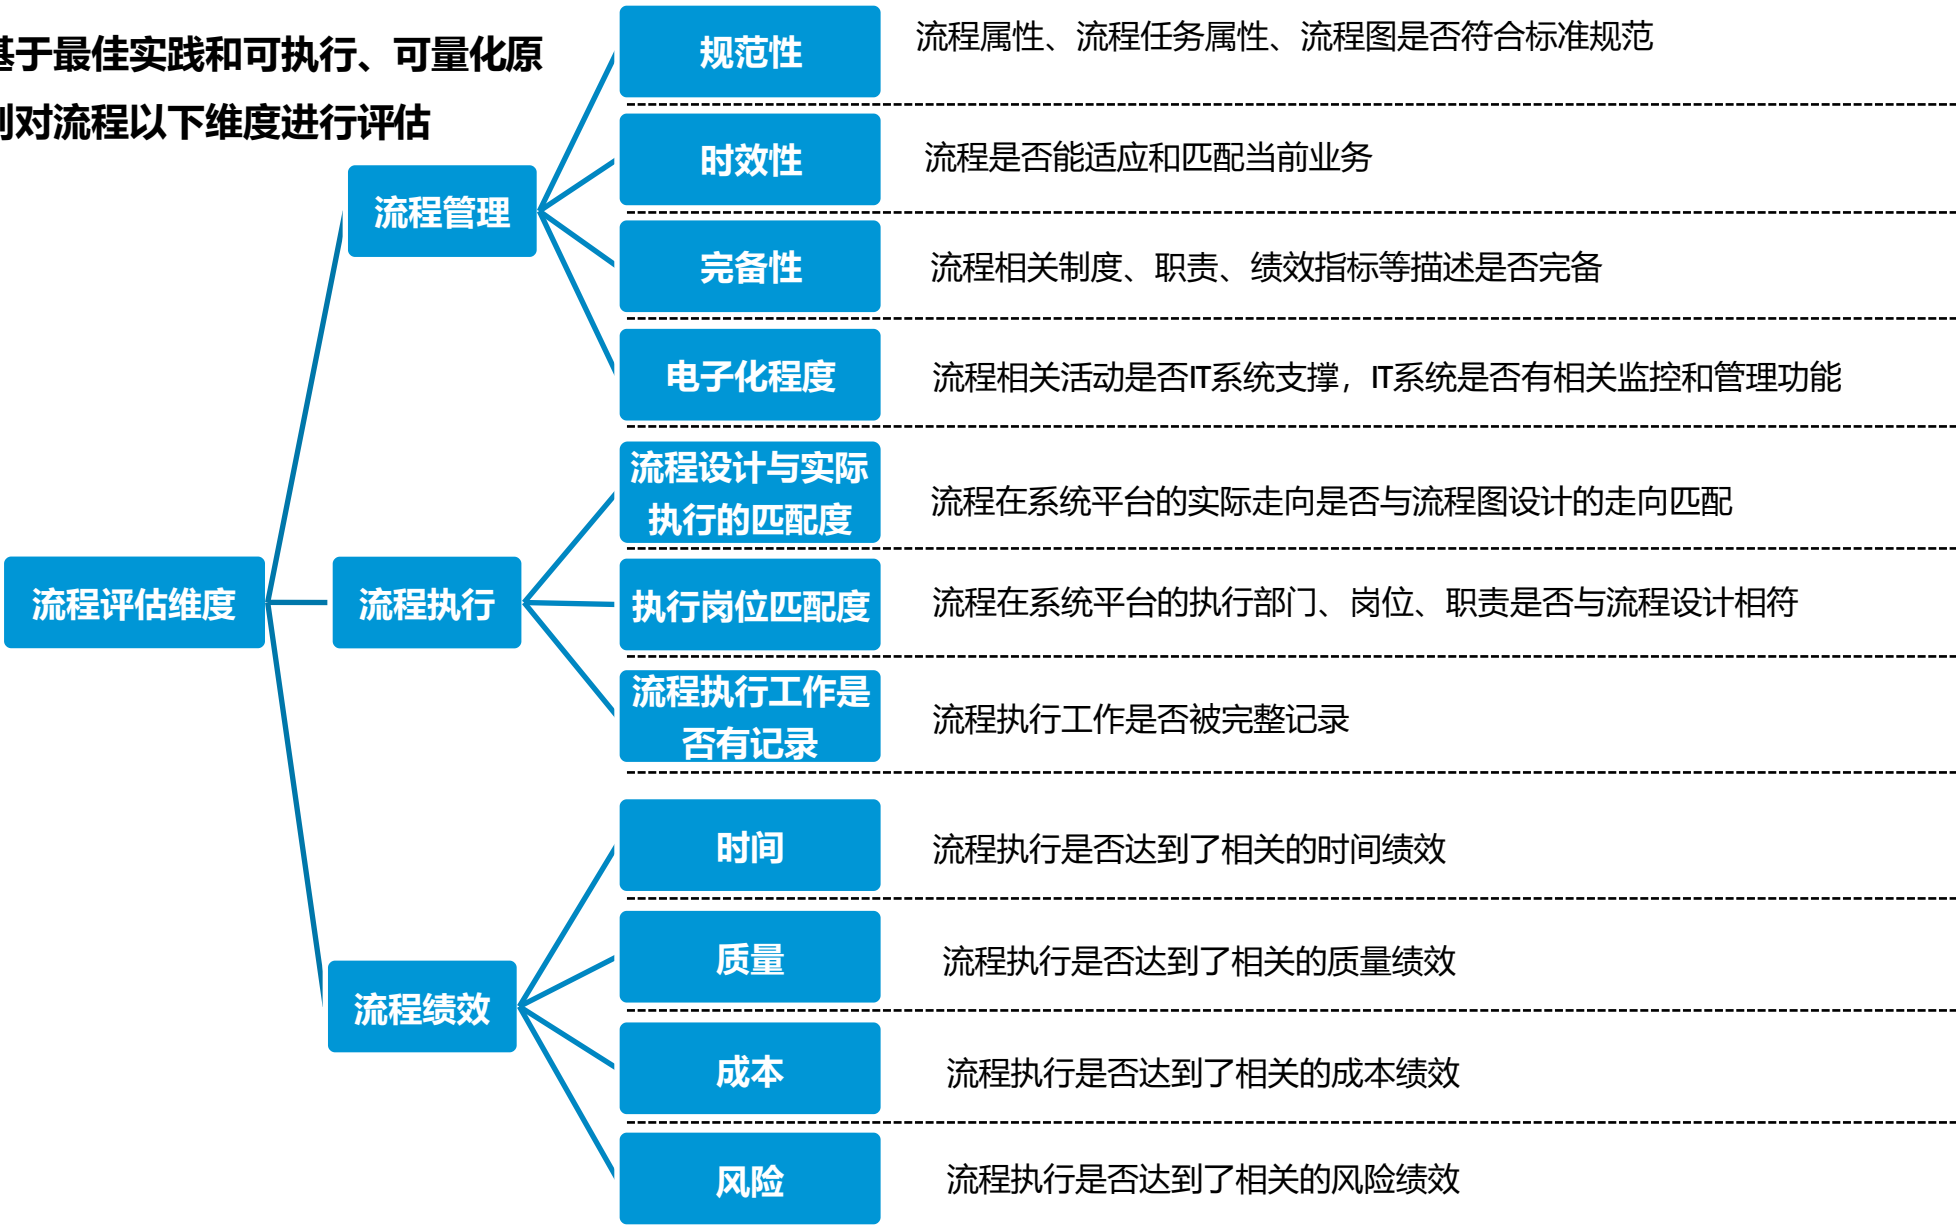 基于最佳实践和可执行、可量化原
则对流程以下维度进行评估
流程评估维度
流程管理
规范性
流程属性、流程任务属性、流程图是否符合标准规范
时效性
流程是否能适应和匹配当前业务
完备性
流程相关制度、职责、绩效指标等描述是否完备
电子化程度
流程相关活动是否IT系统支撑，IT系统是否有相关监控和管理功能
流程执行
流程设计与实际
执行的匹配度
流程在系统平台的实际走向是否与流程图设计的走向匹配
执行岗位匹配度
流程在系统平台的执行部门、岗位、职责是否与流程设计相符
流程执行工作是
否有记录
流程执行工作是否被完整记录
流程绩效
时间
流程执行是否达到了相关的时间绩效
质量
流程执行是否达到了相关的质量绩效
成本
流程执行是否达到了相关的成本绩效
风险
流程执行是否达到了相关的风险绩效